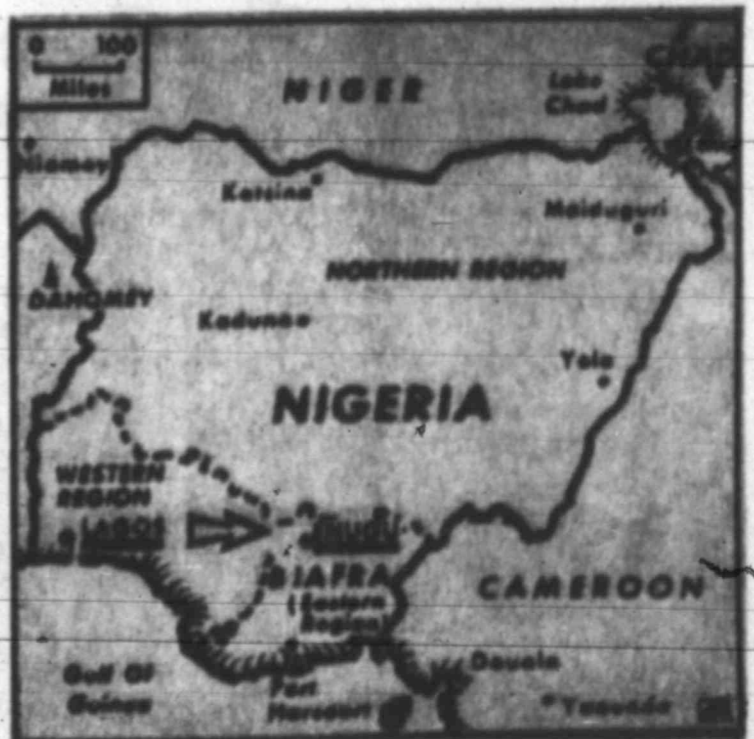 0 100
Miles
NIGER
CHAD
Lake
Chad
Niamey
Katsina
Maiduguri
NORTHERN REGION
DAHOMEY
Kaduna
Yola
NIGERIA
WESTERN
REGION
LAGOS
ENUGU
BIAFRA
(Eastern
Region)
CAMEROON
Gulf Of
Guinea
Port
Harcourt
Douala
Yaounde